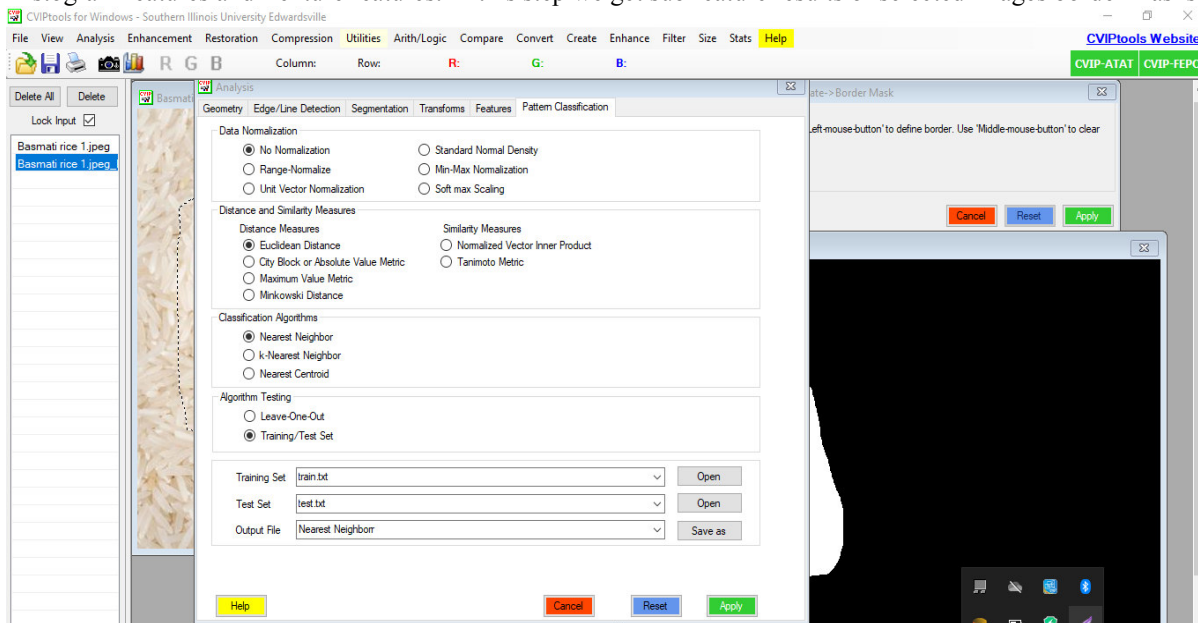 CVIPtools for Windows - Southern Illinois University Edwardsville
File View Analysis Enhancement Restoration Compression Utilities Arith/Logic Compare Convert Create Enhance Filter Size Stats Help
CVIPtools Website
R G B Column: Row: R: G: B:
CVIP-ATAT CVIP-FEPC
Delete All Delete
Lock Input
Basmati rice 1.jpeg
Basmati rice 1.jpeg_
Basmati
Analysis
Geometry Edge/Line Detection Segmentation Transforms Features Pattern Classification
Data Normalization
No Normalization Standard Normal Density
Range-Normalize Min-Max Normalization
Unit Vector Normalization Soft max Scaling
Distance and Similarity Measures
Distance Measures Similarity Measures
Euclidean Distance Normalized Vector Inner Product
City Block or Absolute Value Metric Tanimoto Metric
Maximum Value Metric
Minkowski Distance
Classification Algorithms
Nearest Neighbor
k-Nearest Neighbor
Nearest Centroid
Algorithm Testing
Leave-One-Out
Training/Test Set
Training Set train.txt Open
Test Set test.txt Open
Output File Nearest Neighborr Save as
Help Cancel Reset Apply
ate->Border Mask
Left-mouse-button' to define border. Use 'Middle-mouse-button' to clear
Cancel Reset Apply